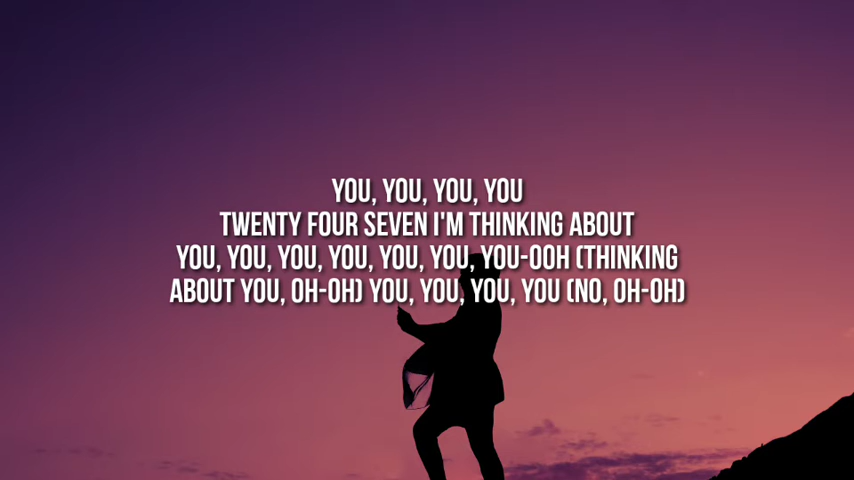 YOU, YOU, YOU, YOU
TWENTY FOUR SEVEN I'M THINKING ABOUT
YOU, YOU, YOU, YOU, YOU, YOU, YOU-OOH (THINKING
ABOUT YOU, OH-OH) YOU, YOU, YOU, YOU (NO, OH-OH)